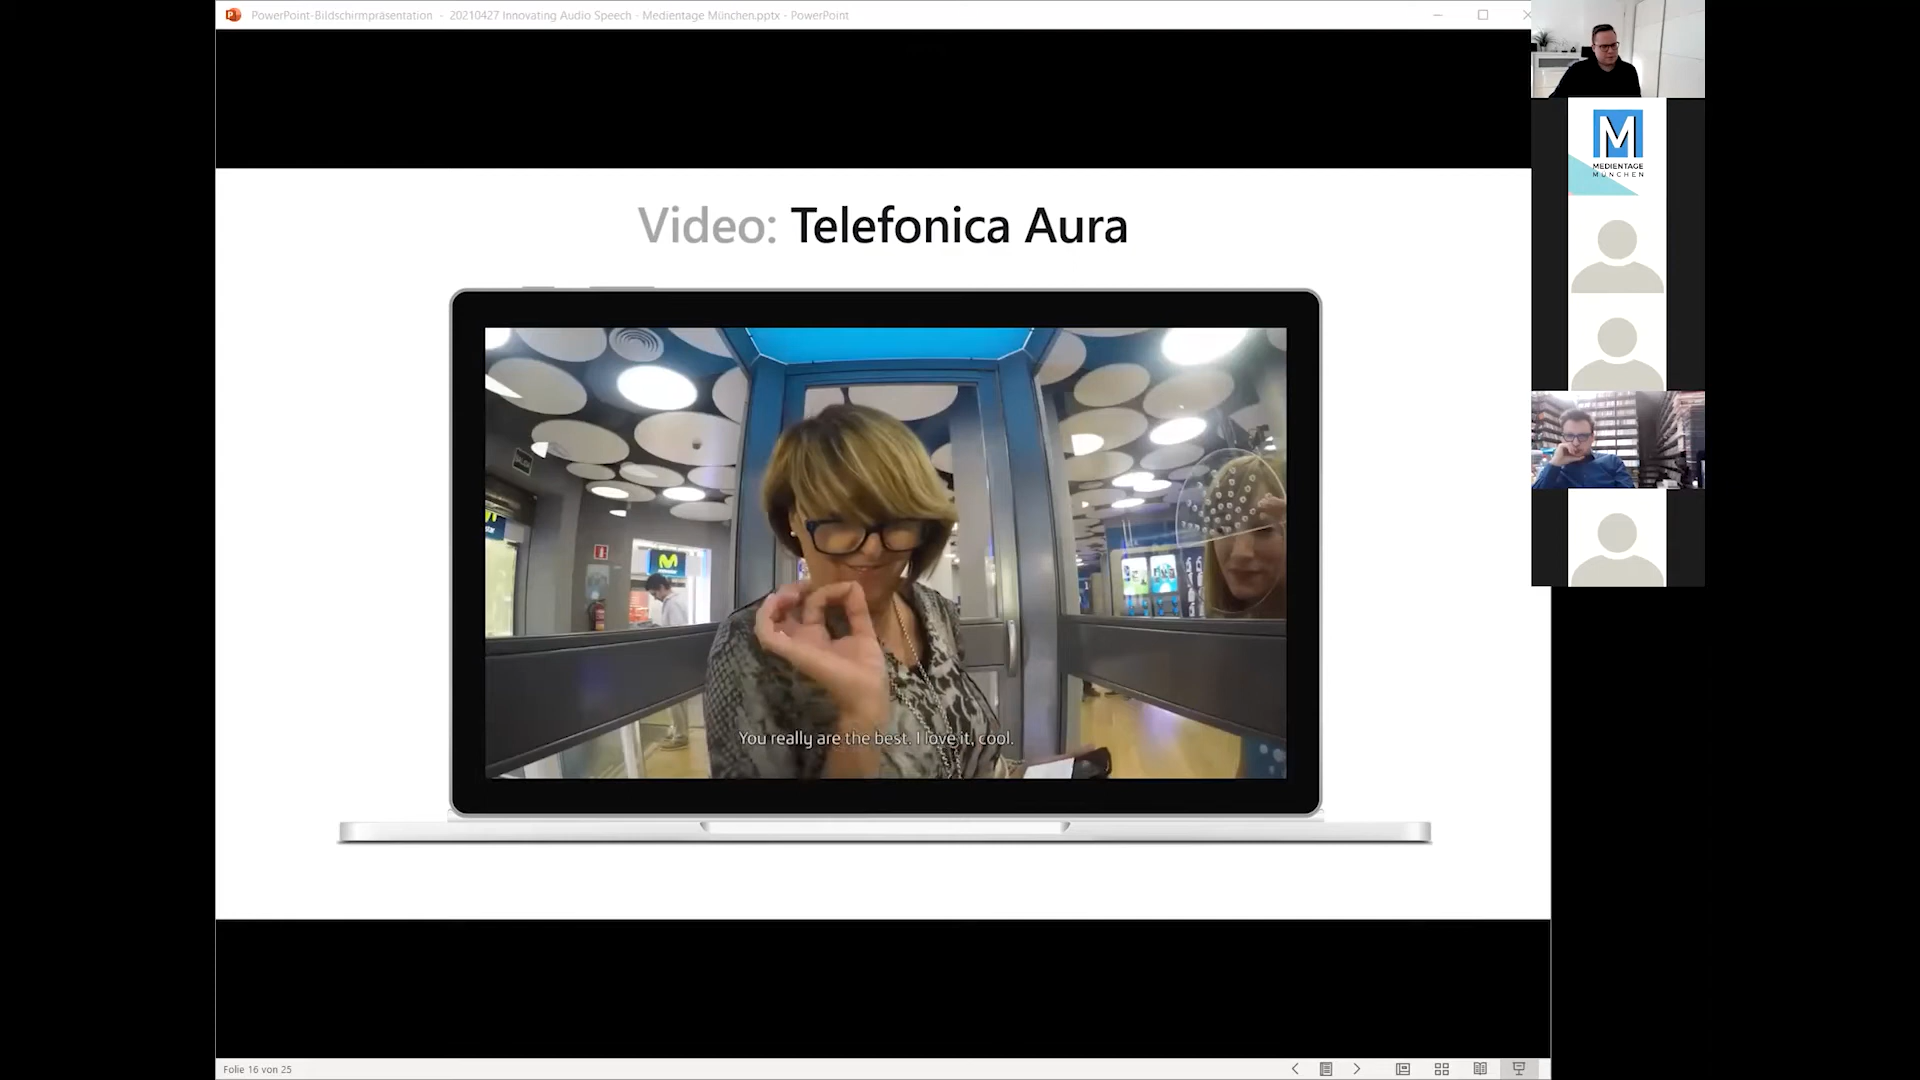 PowerPoint-Bildschirmpräsentation - 20210427 Innovating Audio Speech - Medientage München.pptx - PowerPoint
M
MEDIENTAGE
MÜNCHEN
Video: Telefonica Aura
You really are the best. I love it, cool.
Folie 16 von 25